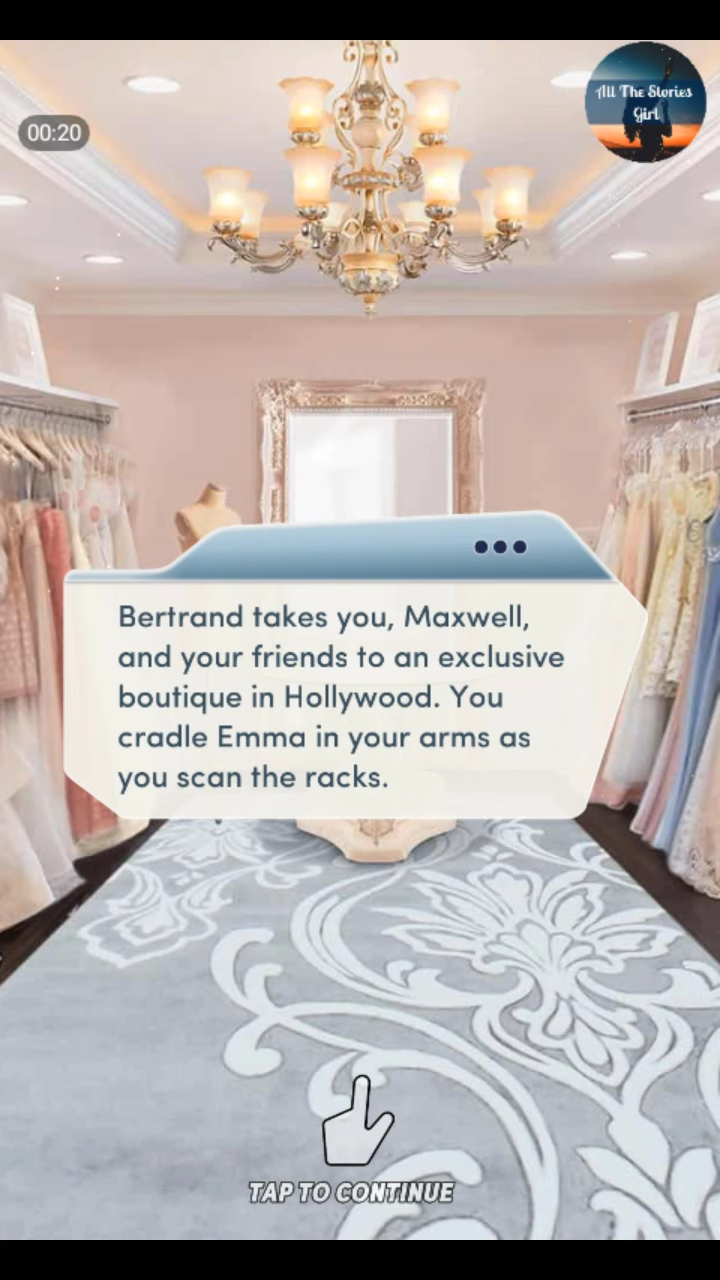 All The Stories
Girl
00:20
Bertrand takes you, Maxwell,
and your friends to an exclusive
boutique in Hollywood. You
cradle Emma in your arms as
you scan the racks.
TAP TO CONTINUE